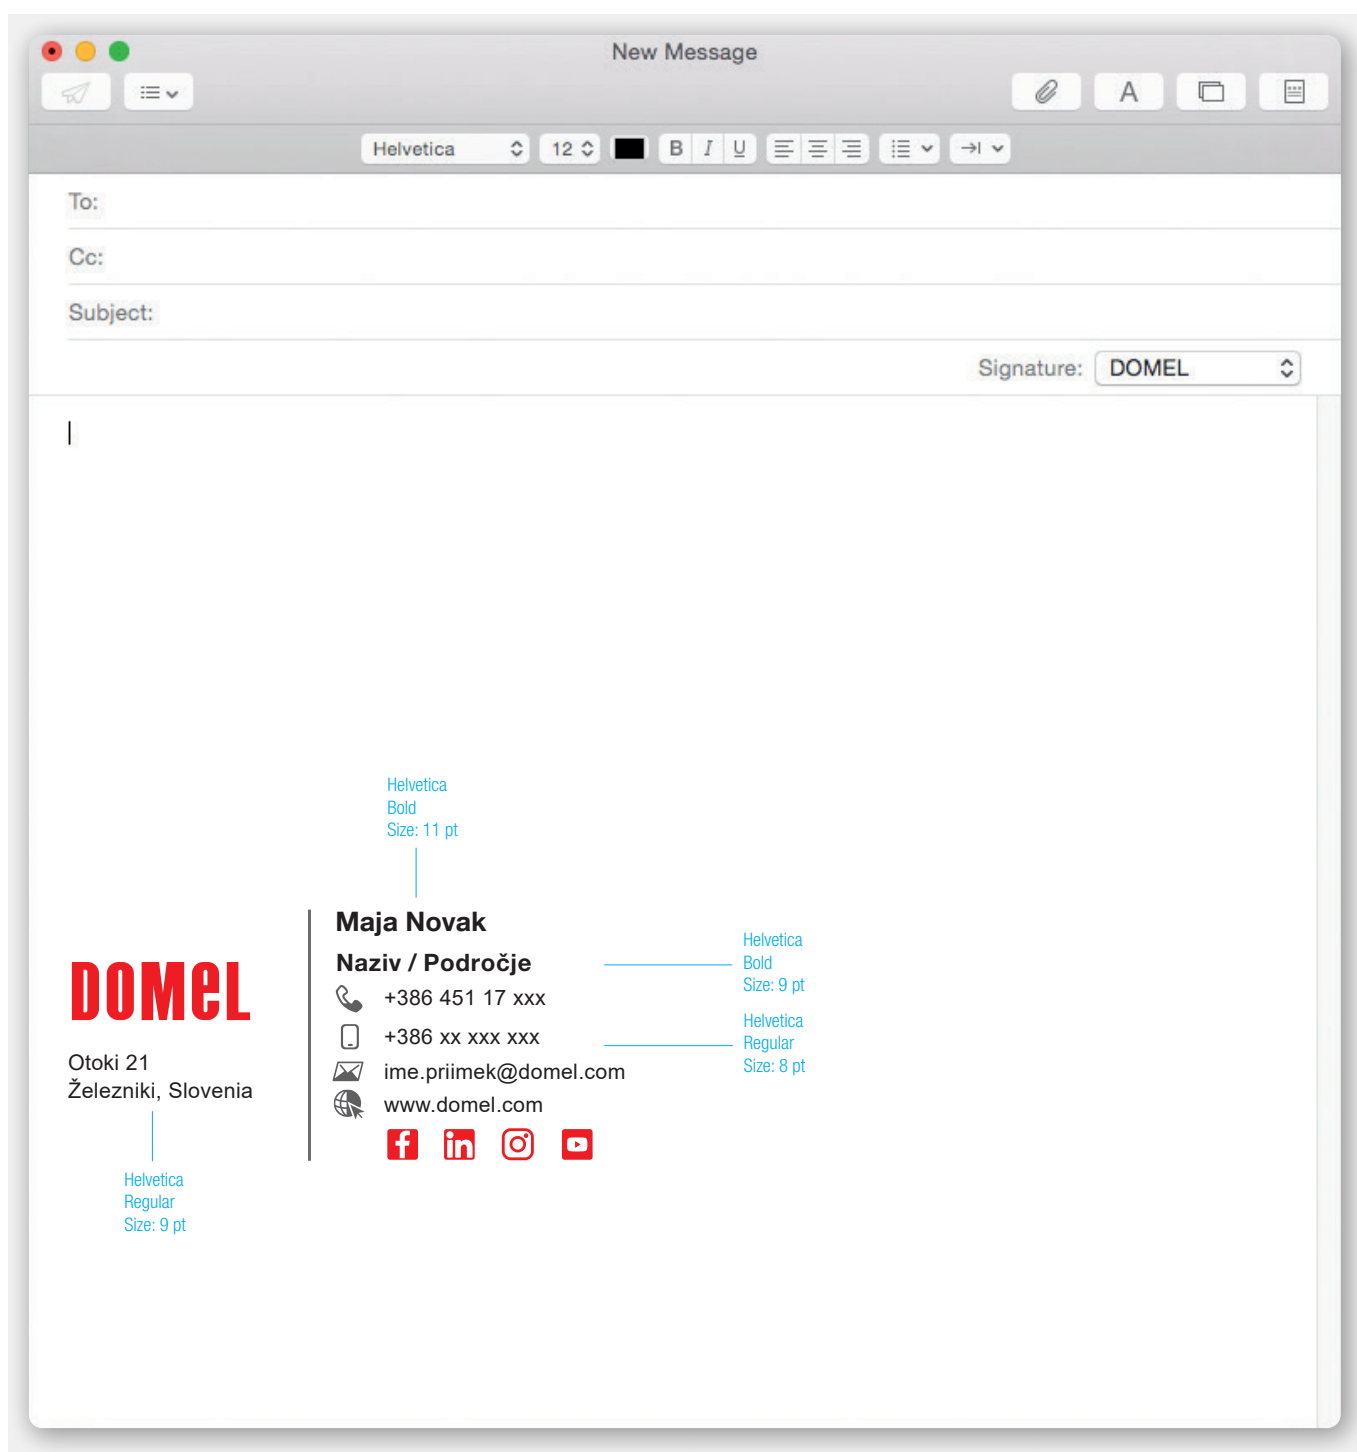 New Message
A
Helvetica
12
B I U
To:
Cc:
Subject:
Signature: DOMEL
Helvetica
Bold
Size: 11 pt
Maja Novak
Naziv / Področje
+386 451 17 xxx
+386 xx xxx xxx
ime.priimek@domel.com
www.domel.com
in
DOMEL
Otoki 21
Železniki, Slovenia
Helvetica
Bold
Size: 9 pt
Helvetica
Regular
Size: 8 pt
Helvetica
Regular
Size: 9 pt